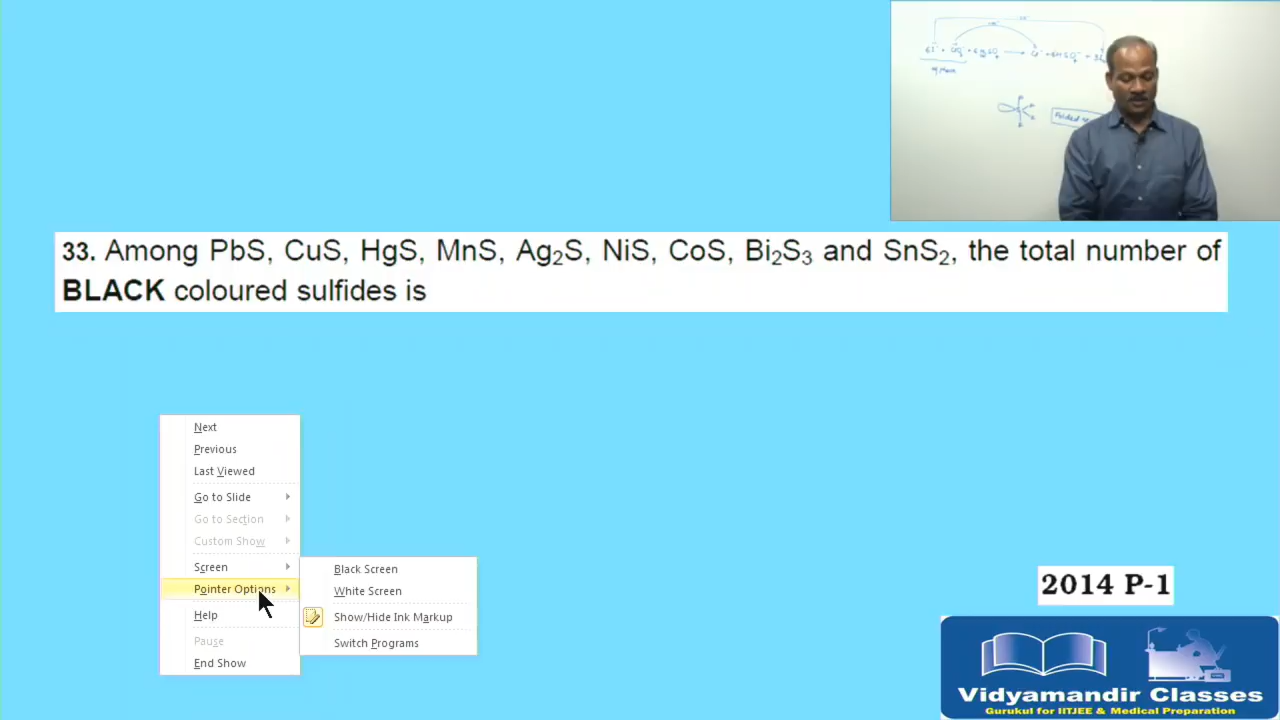 33. Among PbS, CuS, HgS, MnS, Ag₂S, NiS, CoS, Bi₂S₃ and SnS₂, the total number of
BLACK coloured sulfides is
Next
Previous
Last Viewed
Go to Slide
Go to Section
Custom Show
Screen
Pointer Options
Help
Pause
End Show
Black Screen
White Screen
Show/Hide Ink Markup
Switch Programs
2014 P-1
Vidyamandir Classes
Gurukul for IITJEE & Medical Preparation